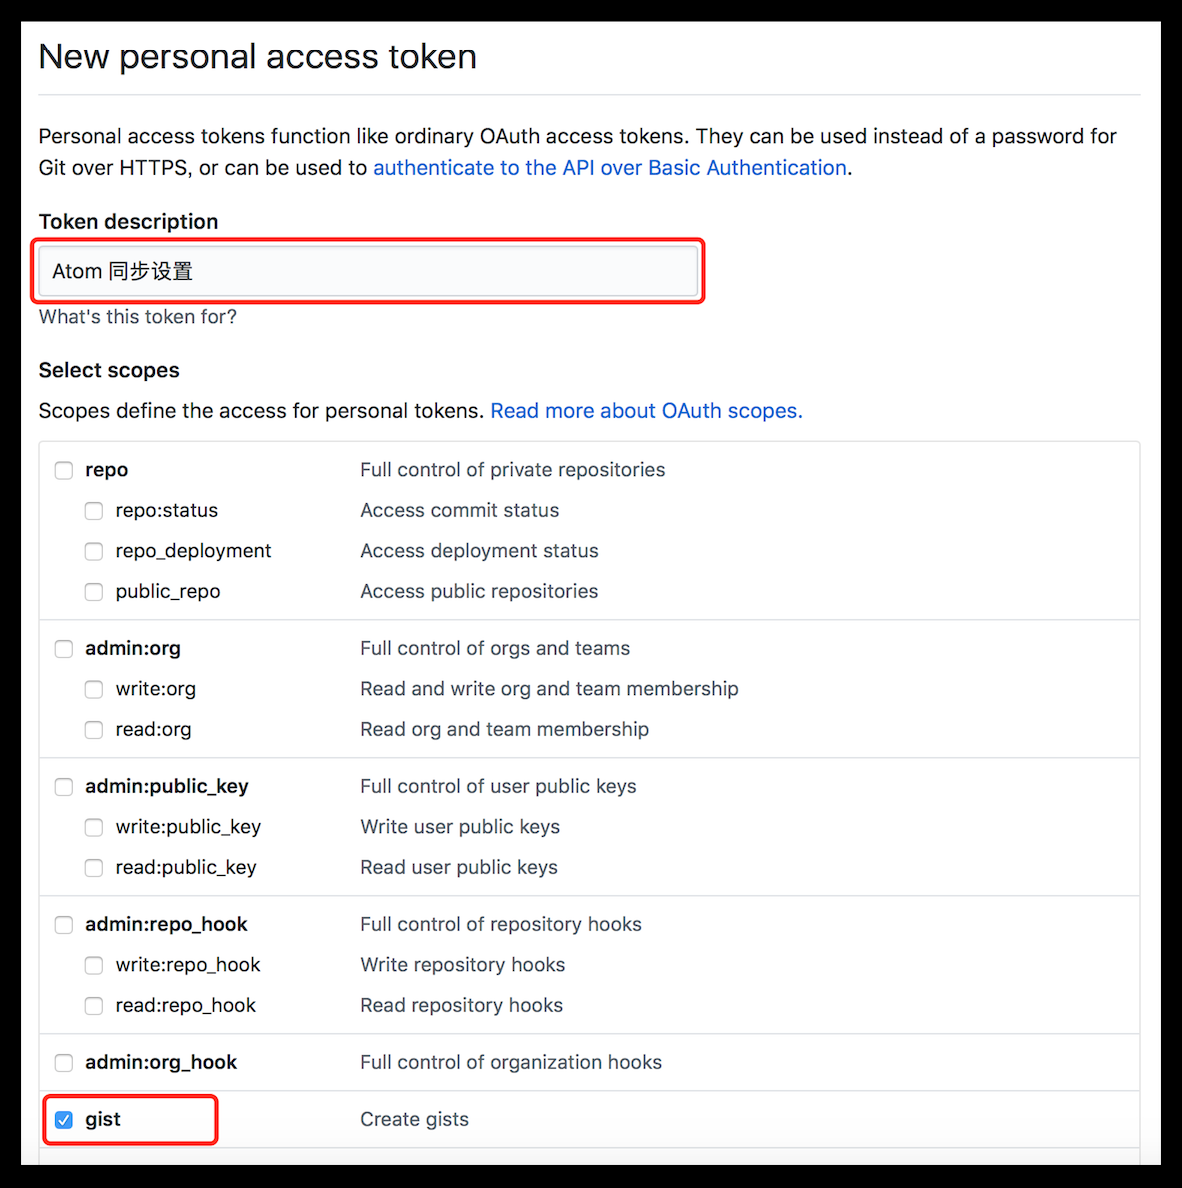 New personal access token
Personal access tokens function like ordinary OAuth access tokens. They can be used instead of a password for
Git over HTTPS, or can be used to authenticate to the API over Basic Authentication.
Token description
Atom 同步设置
What's this token for?
Select scopes
Scopes define the access for personal tokens. Read more about OAuth scopes.
repo Full control of private repositories
repo:status Access commit status
repo_deployment Access deployment status
public_repo Access public repositories
admin:org Full control of orgs and teams
write:org Read and write org and team membership
read:org Read org and team membership
admin:public_key Full control of user public keys
write:public_key Write user public keys
read:public_key Read user public keys
admin:repo_hook Full control of repository hooks
write:repo_hook Write repository hooks
read:repo_hook Read repository hooks
admin:org_hook Full control of organization hooks
gist Create gists